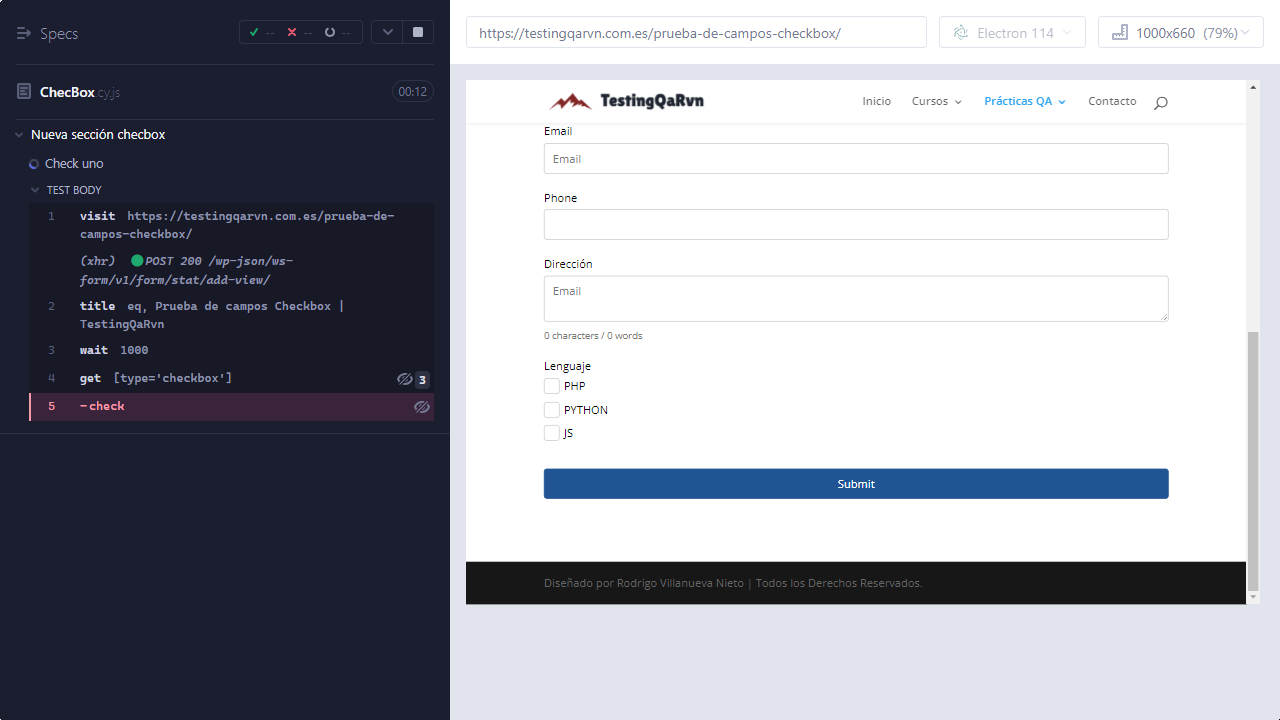 Specs
-- -- --
ChecBox.cy.js
00:12
Nueva sección checbox
Check uno
TEST BODY
1 visit https://testingqarvn.com.es/prueba-de-
campos-checkbox/
(xhr) POST 200 /wp-json/ws-
form/v1/form/stat/add-view/
2 title eq, Prueba de campos Checkbox |
TestingQaRvn
3 wait 1000
4 get [type='checkbox'] 3
5 -check
https://testingqarvn.com.es/prueba-de-campos-checkbox/
Electron 114
1000x660 (79%)
TestingQaRvn
Inicio Cursos Prácticas QA Contacto
Email
Email
Phone
Dirección
Email
0 characters / 0 words
Lenguaje
PHP
PYTHON
JS
Submit
Diseñado por Rodrigo Villanueva Nieto | Todos los Derechos Reservados.